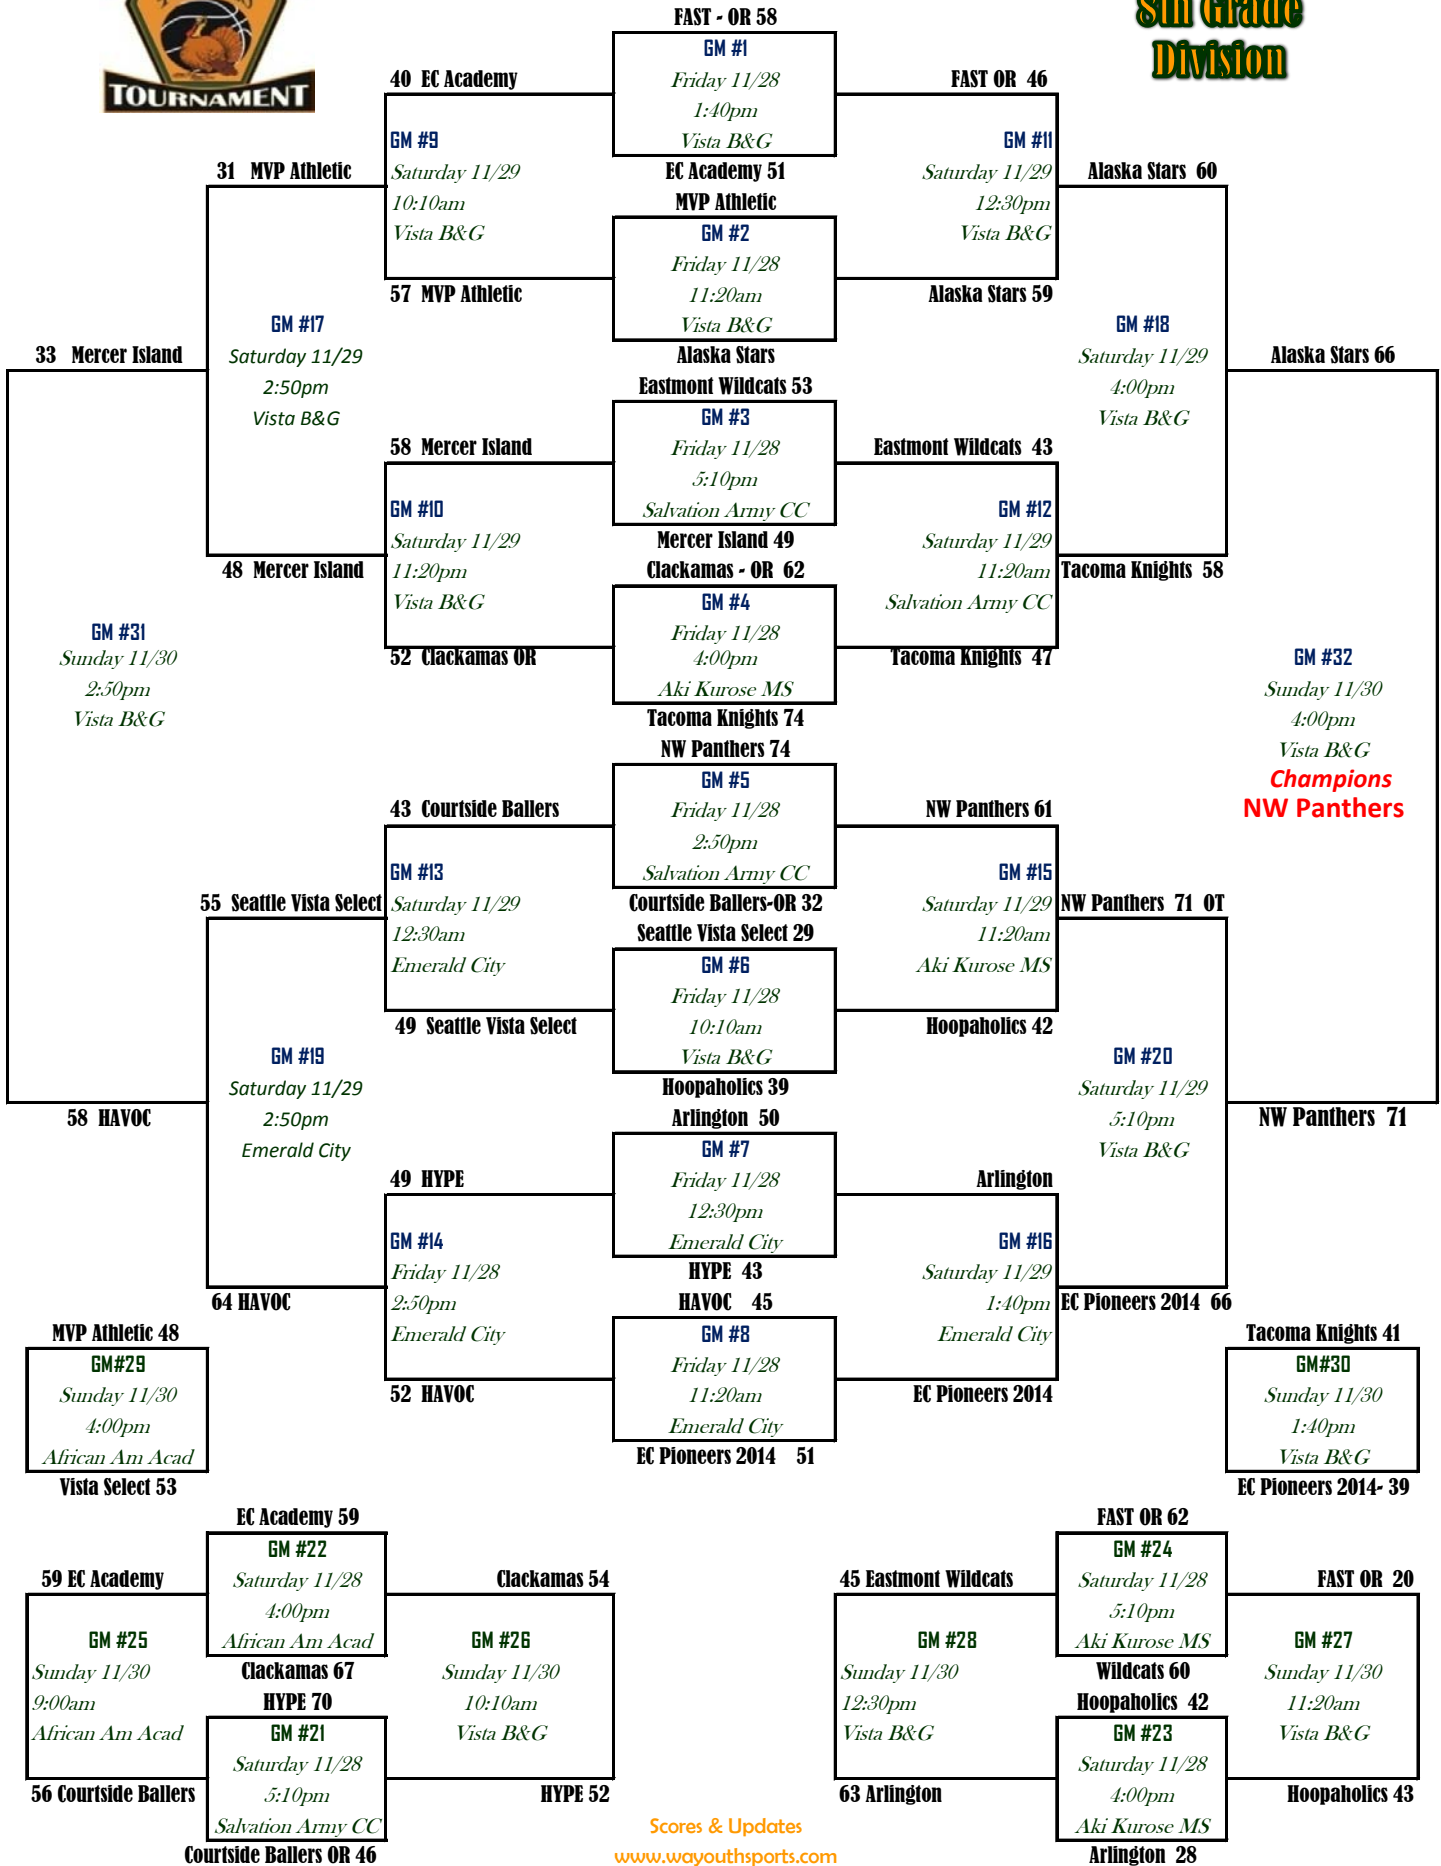 TOURNAMENT
8th Grade
Division
FAST - OR 58
GM #1
Friday 11/28
1:40pm
Vista B&G
EC Academy 51
MVP Athletic
GM #2
Friday 11/28
11:20am
Vista B&G
Alaska Stars
Eastmont Wildcats 53
GM #3
Friday 11/28
5:10pm
Salvation Army CC
Mercer Island 49
Clackamas - OR 62
GM #4
Friday 11/28
4:00pm
Aki Kurose MS
Tacoma Knights 74
NW Panthers 74
GM #5
Friday 11/28
2:50pm
Salvation Army CC
Courtside Ballers-OR 32
Seattle Vista Select 29
GM #6
Friday 11/28
10:10am
Vista B&G
Hoopaholics 39
Arlington 50
GM #7
Friday 11/28
12:30pm
Emerald City
HYPE 43
HAVOC 45
GM #8
Friday 11/28
11:20am
Emerald City
EC Pioneers 2014 51
40 EC Academy
GM #9
Saturday 11/29
10:10am
Vista B&G
57 MVP Athletic
58 Mercer Island
GM #10
Saturday 11/29
11:20pm
Vista B&G
52 Clackamas OR
43 Courtside Ballers
GM #13
Saturday 11/29
12:30am
Emerald City
49 Seattle Vista Select
49 HYPE
GM #14
Friday 11/28
2:50pm
Emerald City
52 HAVOC
31 MVP Athletic
GM #17
Saturday 11/29
2:50pm
Vista B&G
48 Mercer Island
55 Seattle Vista Select
GM #19
Saturday 11/29
2:50pm
Emerald City
64 HAVOC
33 Mercer Island
GM #31
Sunday 11/30
2:50pm
Vista B&G
58 HAVOC
FAST OR 46
GM #11
Saturday 11/29
12:30pm
Vista B&G
Alaska Stars 59
Eastmont Wildcats 43
GM #12
Saturday 11/29
11:20am
Salvation Army CC
Tacoma Knights 47
NW Panthers 61
GM #15
Saturday 11/29
11:20am
Aki Kurose MS
Hoopaholics 42
Arlington
GM #16
Saturday 11/29
1:40pm
Emerald City
EC Pioneers 2014
Alaska Stars 60
GM #18
Saturday 11/29
4:00pm
Vista B&G
Tacoma Knights 58
NW Panthers 71 OT
GM #20
Saturday 11/29
5:10pm
Vista B&G
EC Pioneers 2014 66
Alaska Stars 66
GM #32
Sunday 11/30
4:00pm
Vista B&G
Champions
NW Panthers
NW Panthers 71
MVP Athletic 48
GM#29
Sunday 11/30
4:00pm
African Am Acad
Vista Select 53
Tacoma Knights 41
GM#30
Sunday 11/30
1:40pm
Vista B&G
EC Pioneers 2014- 39
EC Academy 59
GM #22
Saturday 11/28
4:00pm
African Am Acad
Clackamas 67
HYPE 70
GM #21
Saturday 11/28
5:10pm
Salvation Army CC
Courtside Ballers OR 46
59 EC Academy
GM #25
Sunday 11/30
9:00am
African Am Acad
56 Courtside Ballers
Clackamas 54
GM #26
Sunday 11/30
10:10am
Vista B&G
HYPE 52
FAST OR 62
GM #24
Saturday 11/28
5:10pm
Aki Kurose MS
Wildcats 60
Hoopaholics 42
GM #23
Saturday 11/28
4:00pm
Aki Kurose MS
Arlington 28
45 Eastmont Wildcats
GM #28
Sunday 11/30
12:30pm
Vista B&G
63 Arlington
FAST OR 20
GM #27
Sunday 11/30
11:20am
Vista B&G
Hoopaholics 43
Scores & Updates
www.wayouthsports.com